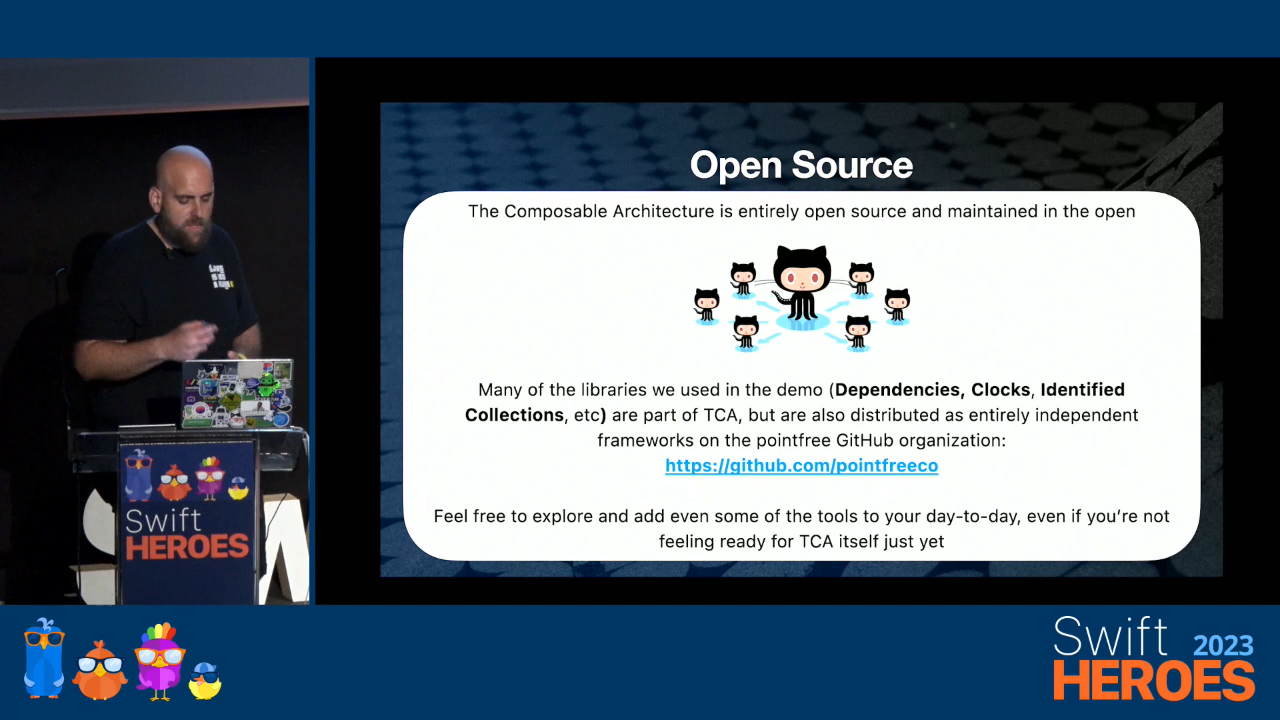 Open Source
The Composable Architecture is entirely open source and maintained in the open
Many of the libraries we used in the demo (Dependencies, Clocks, Identified
Collections, etc) are part of TCA, but are also distributed as entirely independent
frameworks on the pointfree GitHub organization:
https://github.com/pointfreeco
Feel free to explore and add even some of the tools to your day-to-day, even if you’re not
feeling ready for TCA itself just yet
Swift
HEROES
Swift 2023
HEROES